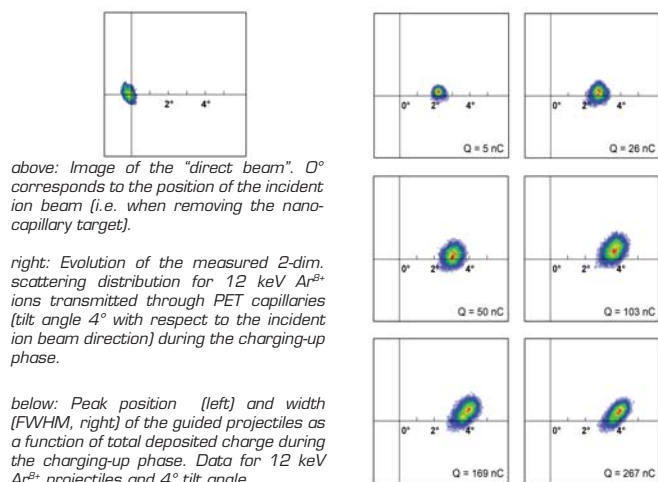 2° 4°
above: Image of the “direct beam”. 0°
corresponds to the position of the incident
ion beam (i.e. when removing the nano-
capillary target).
right: Evolution of the measured 2-dim.
scattering distribution for 12 keV Ar⁸⁺
ions transmitted through PET capillaries
(tilt angle 4° with respect to the incident
ion beam direction) during the charging-up
phase.
below: Peak position (left) and width
(FWHM, right) of the guided projectiles as
a function of total deposited charge during
the charging-up phase. Data for 12 keV
Ar⁸⁺ projectiles and 4° tilt angle.
0° 2° 4°
Q = 5 nC
0° 2° 4°
Q = 26 nC
0° 2° 4°
Q = 50 nC
0° 2° 4°
Q = 103 nC
0° 2° 4°
Q = 169 nC
0° 2° 4°
Q = 267 nC